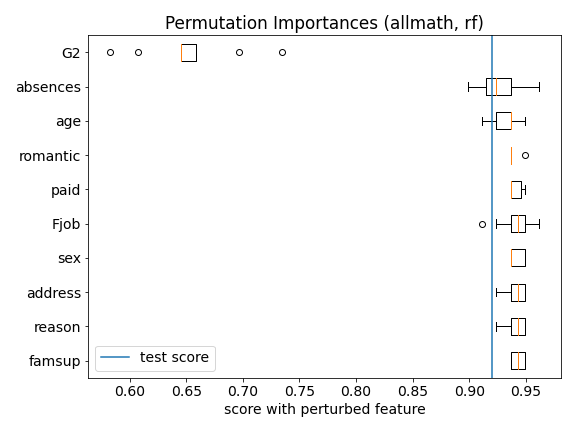 Permutation Importances (allmath, rf)
G2
absences
age
romantic
paid
Fjob
sex
address
reason
famsup
test score
0.60 0.65 0.70 0.75 0.80 0.85 0.90 0.95
score with perturbed feature